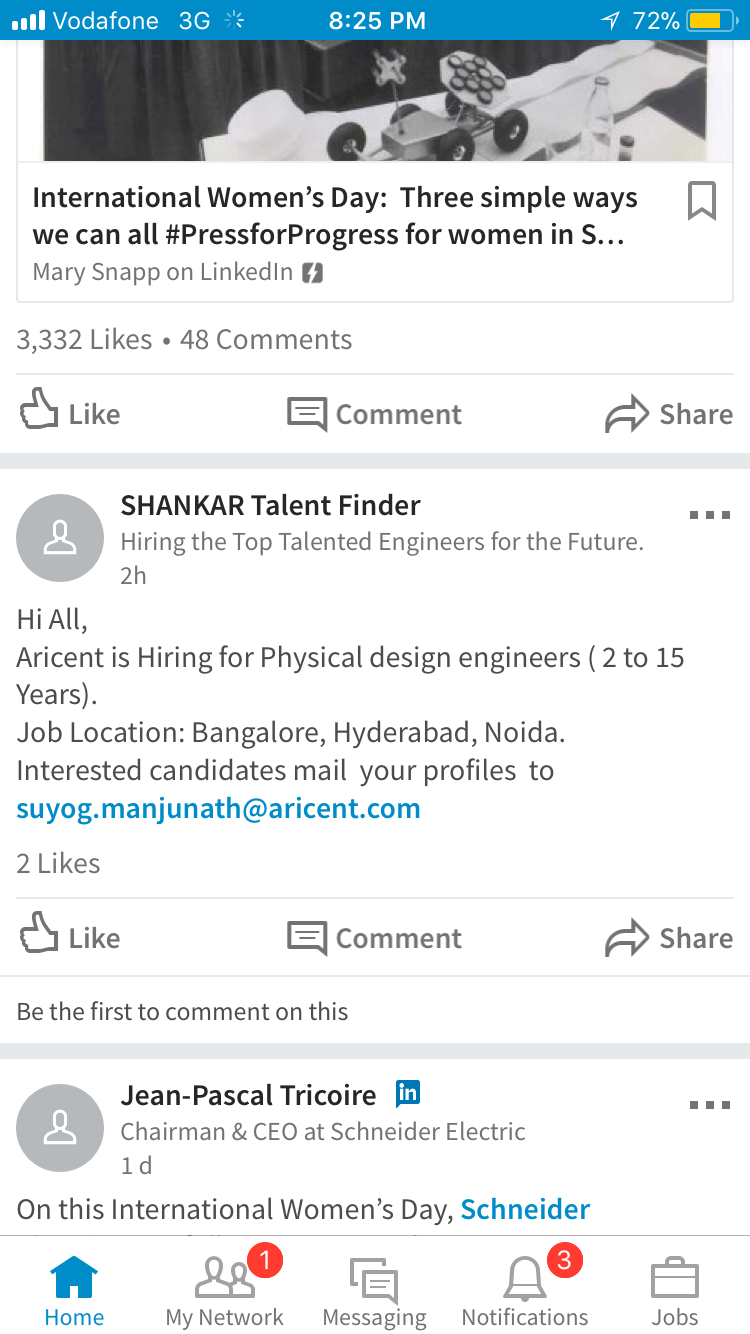 Vodafone 3G 8:25 PM 72%
International Women’s Day:  Three simple ways
we can all #PressforProgress for women in S...
Mary Snapp on LinkedIn
3,332 Likes • 48 Comments
Like Comment Share
SHANKAR Talent Finder
Hiring the Top Talented Engineers for the Future.
2h
Hi All,
Aricent is Hiring for Physical design engineers ( 2 to 15
Years).
Job Location: Bangalore, Hyderabad, Noida.
Interested candidates mail  your profiles  to
suyog.manjunath@aricent.com
2 Likes
Like Comment Share
Be the first to comment on this
Jean-Pascal Tricoire in
Chairman & CEO at Schneider Electric
1 d
On this International Women’s Day, Schneider
1 3
Home My Network Messaging Notifications Jobs